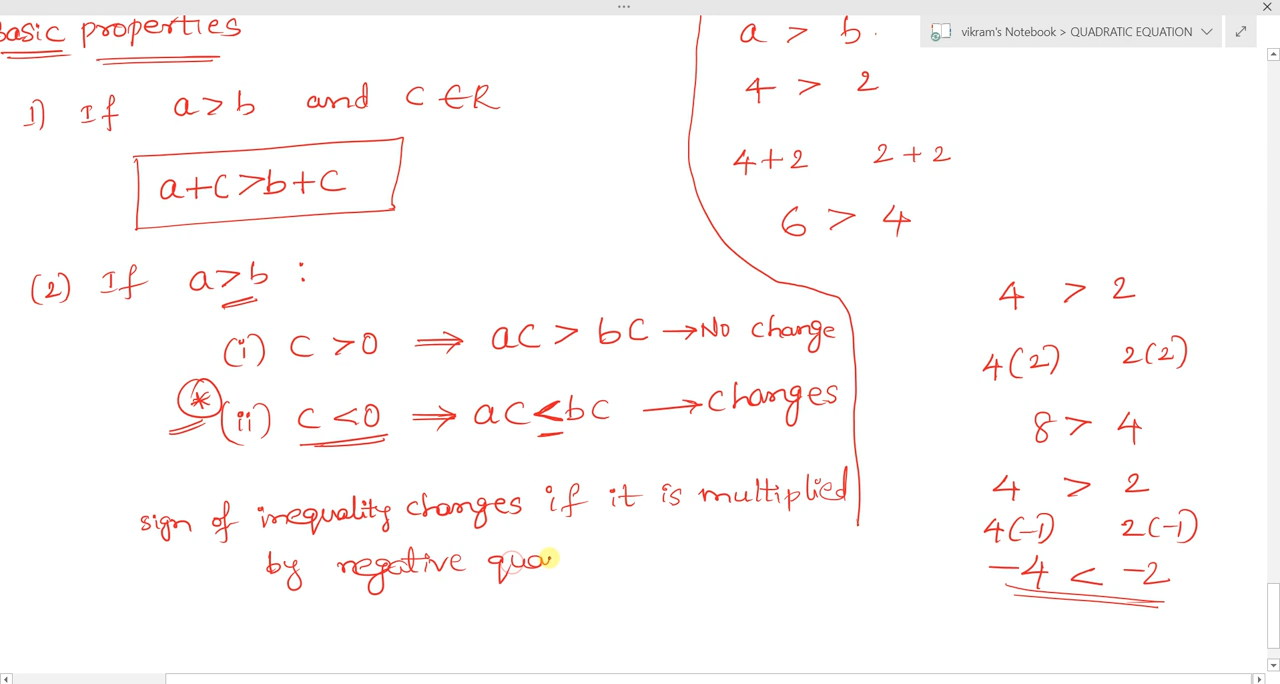 vikram's Notebook > QUADRATIC EQUATION
Basic properties
1) If a>b and C ∈R
a+C>b+C
(2) If a>b :
(i) C >0 ⟹ aC > bC →No change
* (ii) C <0 ⟹ aC<bC → Changes
sign of inequality changes if it is multiplied
by negative qua
a > b.
4 > 2
4+2 2+2
6 > 4
4 > 2
4(2) 2(2)
8 > 4
4 > 2
4(-1) 2(-1)
-4 < -2